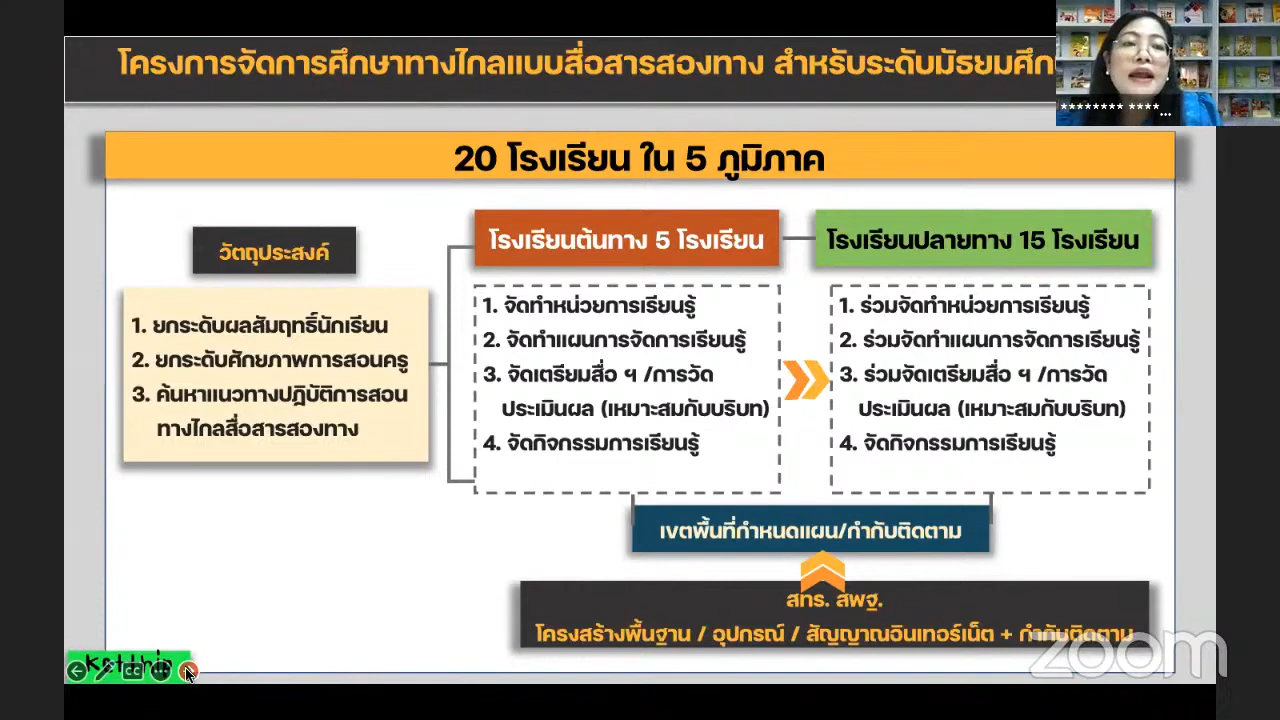 โครงการจัดการศึกษาทางไกลแบบสื่อสารสองทาง สำหรับระดับมัธยมศึก
******** ****...
20 โรงเรียน ใน 5 ภูมิภาค
วัตถุประสงค์
1. ยกระดับผลสัมฤทธิ์นักเรียน
2. ยกระดับศักยภาพการสอนครู
3. ค้นหาแนวทางปฏิบัติการสอน
ทางไกลสื่อสารสองทาง
โรงเรียนต้นทาง 5 โรงเรียน
1. จัดทำหน่วยการเรียนรู้
2. จัดทำแผนการจัดการเรียนรู้
3. จัดเตรียมสื่อ ฯ /การวัด
ประเมินผล (เหมาะสมกับบริบท)
4. จัดกิจกรรมการเรียนรู้
โรงเรียนปลายทาง 15 โรงเรียน
1. ร่วมจัดทำหน่วยการเรียนรู้
2. ร่วมจัดทำแผนการจัดการเรียนรู้
3. ร่วมจัดเตรียมสื่อ ฯ /การวัด
ประเมินผล (เหมาะสมกับบริบท)
4. จัดกิจกรรมการเรียนรู้
เขตพื้นที่กำหนดแผน/กำกับติดตาม
สทร. สพฐ.
โครงสร้างพื้นฐาน / อุปกรณ์ / สัญญาณอินเทอร์เน็ต + กำกับติดตาม
zoom
CC